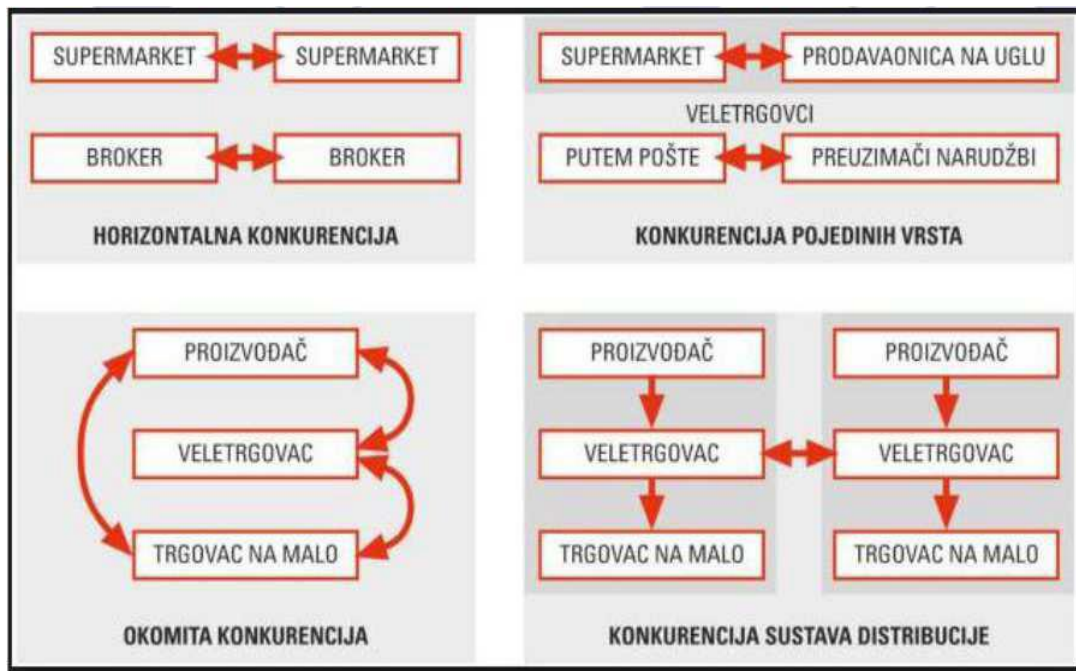 SUPERMARKET
SUPERMARKET
BROKER
BROKER
HORIZONTALNA KONKURENCIJA
SUPERMARKET
PRODAVAONICA NA UGLU
VELETRGOVCI
PUTEM POŠTE
PREUZIMAČI NARUDŽBI
KONKURENCIJA POJEDINIH VRSTA
PROIZVOĐAČ
VELETRGOVAC
TRGOVAC NA MALO
OKOMITA KONKURENCIJA
PROIZVOĐAČ
PROIZVOĐAČ
VELETRGOVAC
VELETRGOVAC
TRGOVAC NA MALO
TRGOVAC NA MALO
KONKURENCIJA SUSTAVA DISTRIBUCIJE